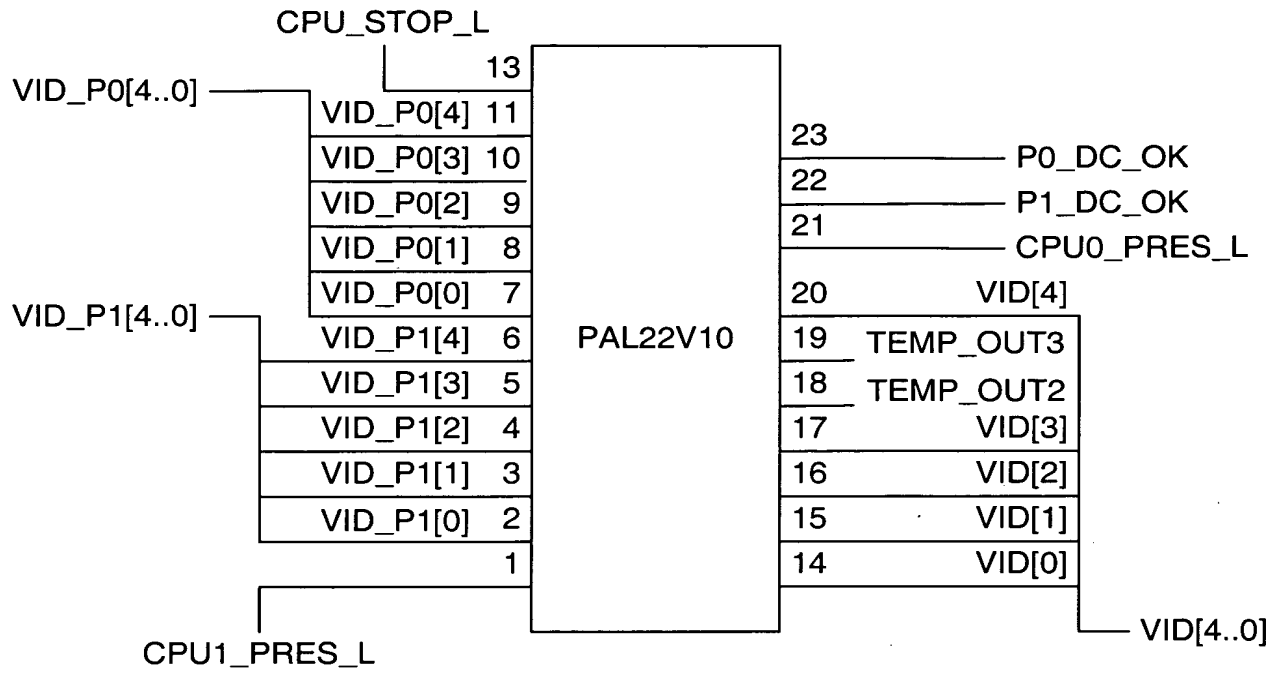 CPU_STOP_L
13
VID_P0[4..0]
VID_P0[4] 11
VID_P0[3] 10
VID_P0[2] 9
VID_P0[1] 8
VID_P0[0] 7
VID_P1[4..0]
VID_P1[4] 6
VID_P1[3] 5
VID_P1[2] 4
VID_P1[1] 3
VID_P1[0] 2
1
CPU1_PRES_L
PAL22V10
23 P0_DC_OK
22 P1_DC_OK
21 CPU0_PRES_L
20 VID[4]
19 TEMP_OUT3
18 TEMP_OUT2
17 VID[3]
16 VID[2]
15 VID[1]
14 VID[0]
VID[4..0]